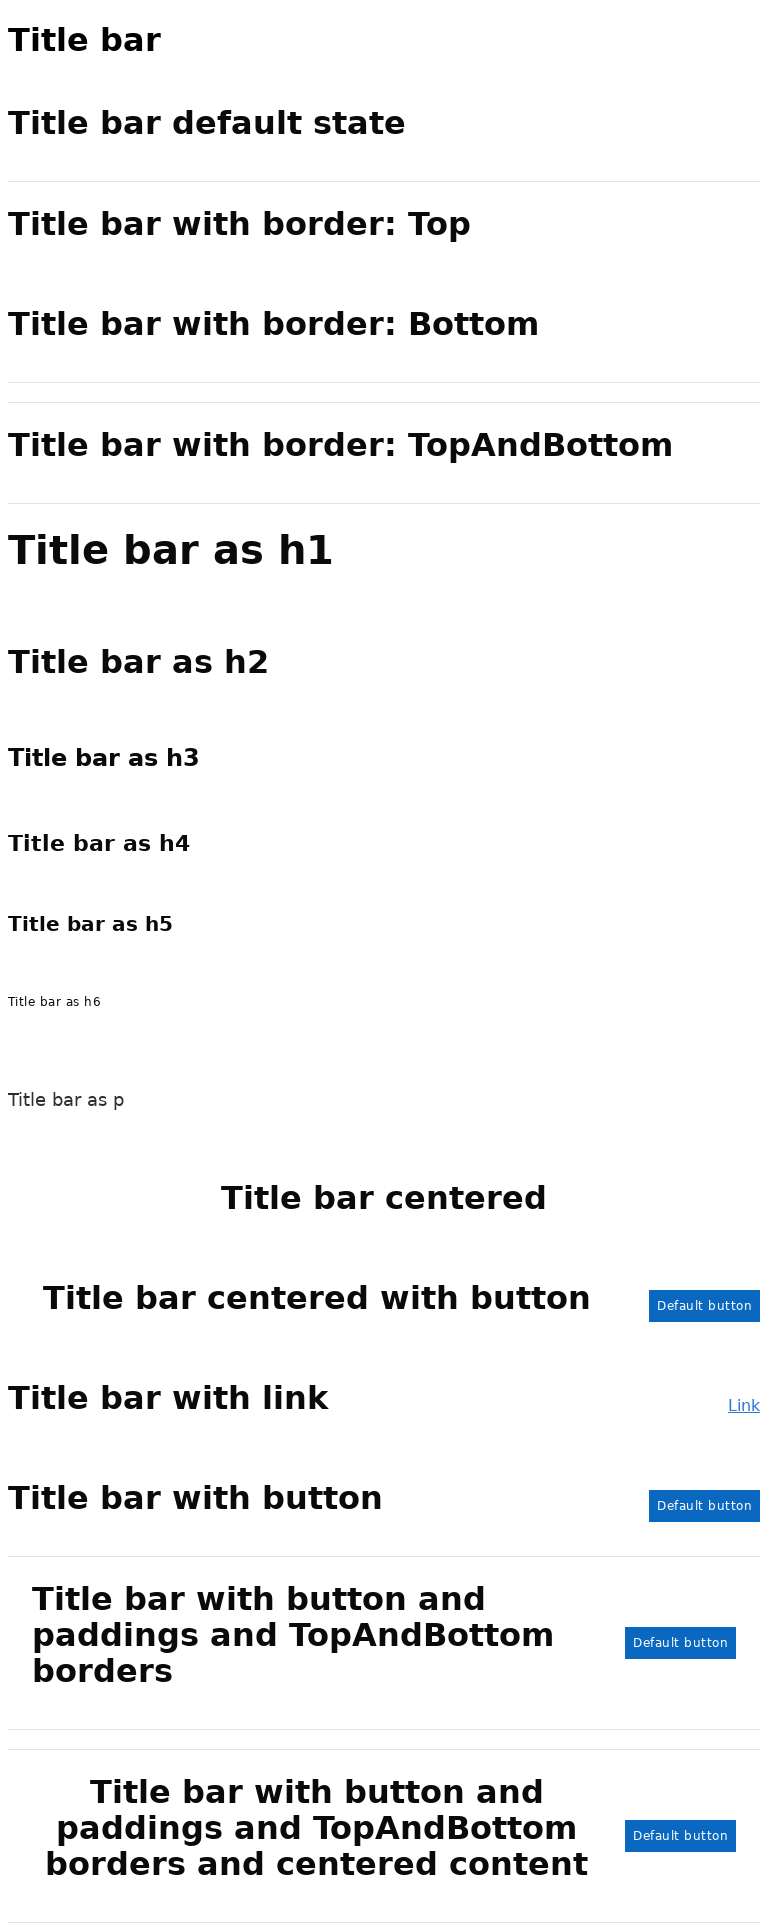 Title bar
Title bar default state
Title bar with border: Top
Title bar with border: Bottom
Title bar with border: TopAndBottom
Title bar as h1
Title bar as h2
Title bar as h3
Title bar as h4
Title bar as h5
Title bar as h6
Title bar as p
Title bar centered
Title bar centered with button
Default button
Title bar with link
Link
Title bar with button
Default button
Title bar with button and
paddings and TopAndBottom
borders
Default button
Title bar with button and
paddings and TopAndBottom
borders and centered content
Default button